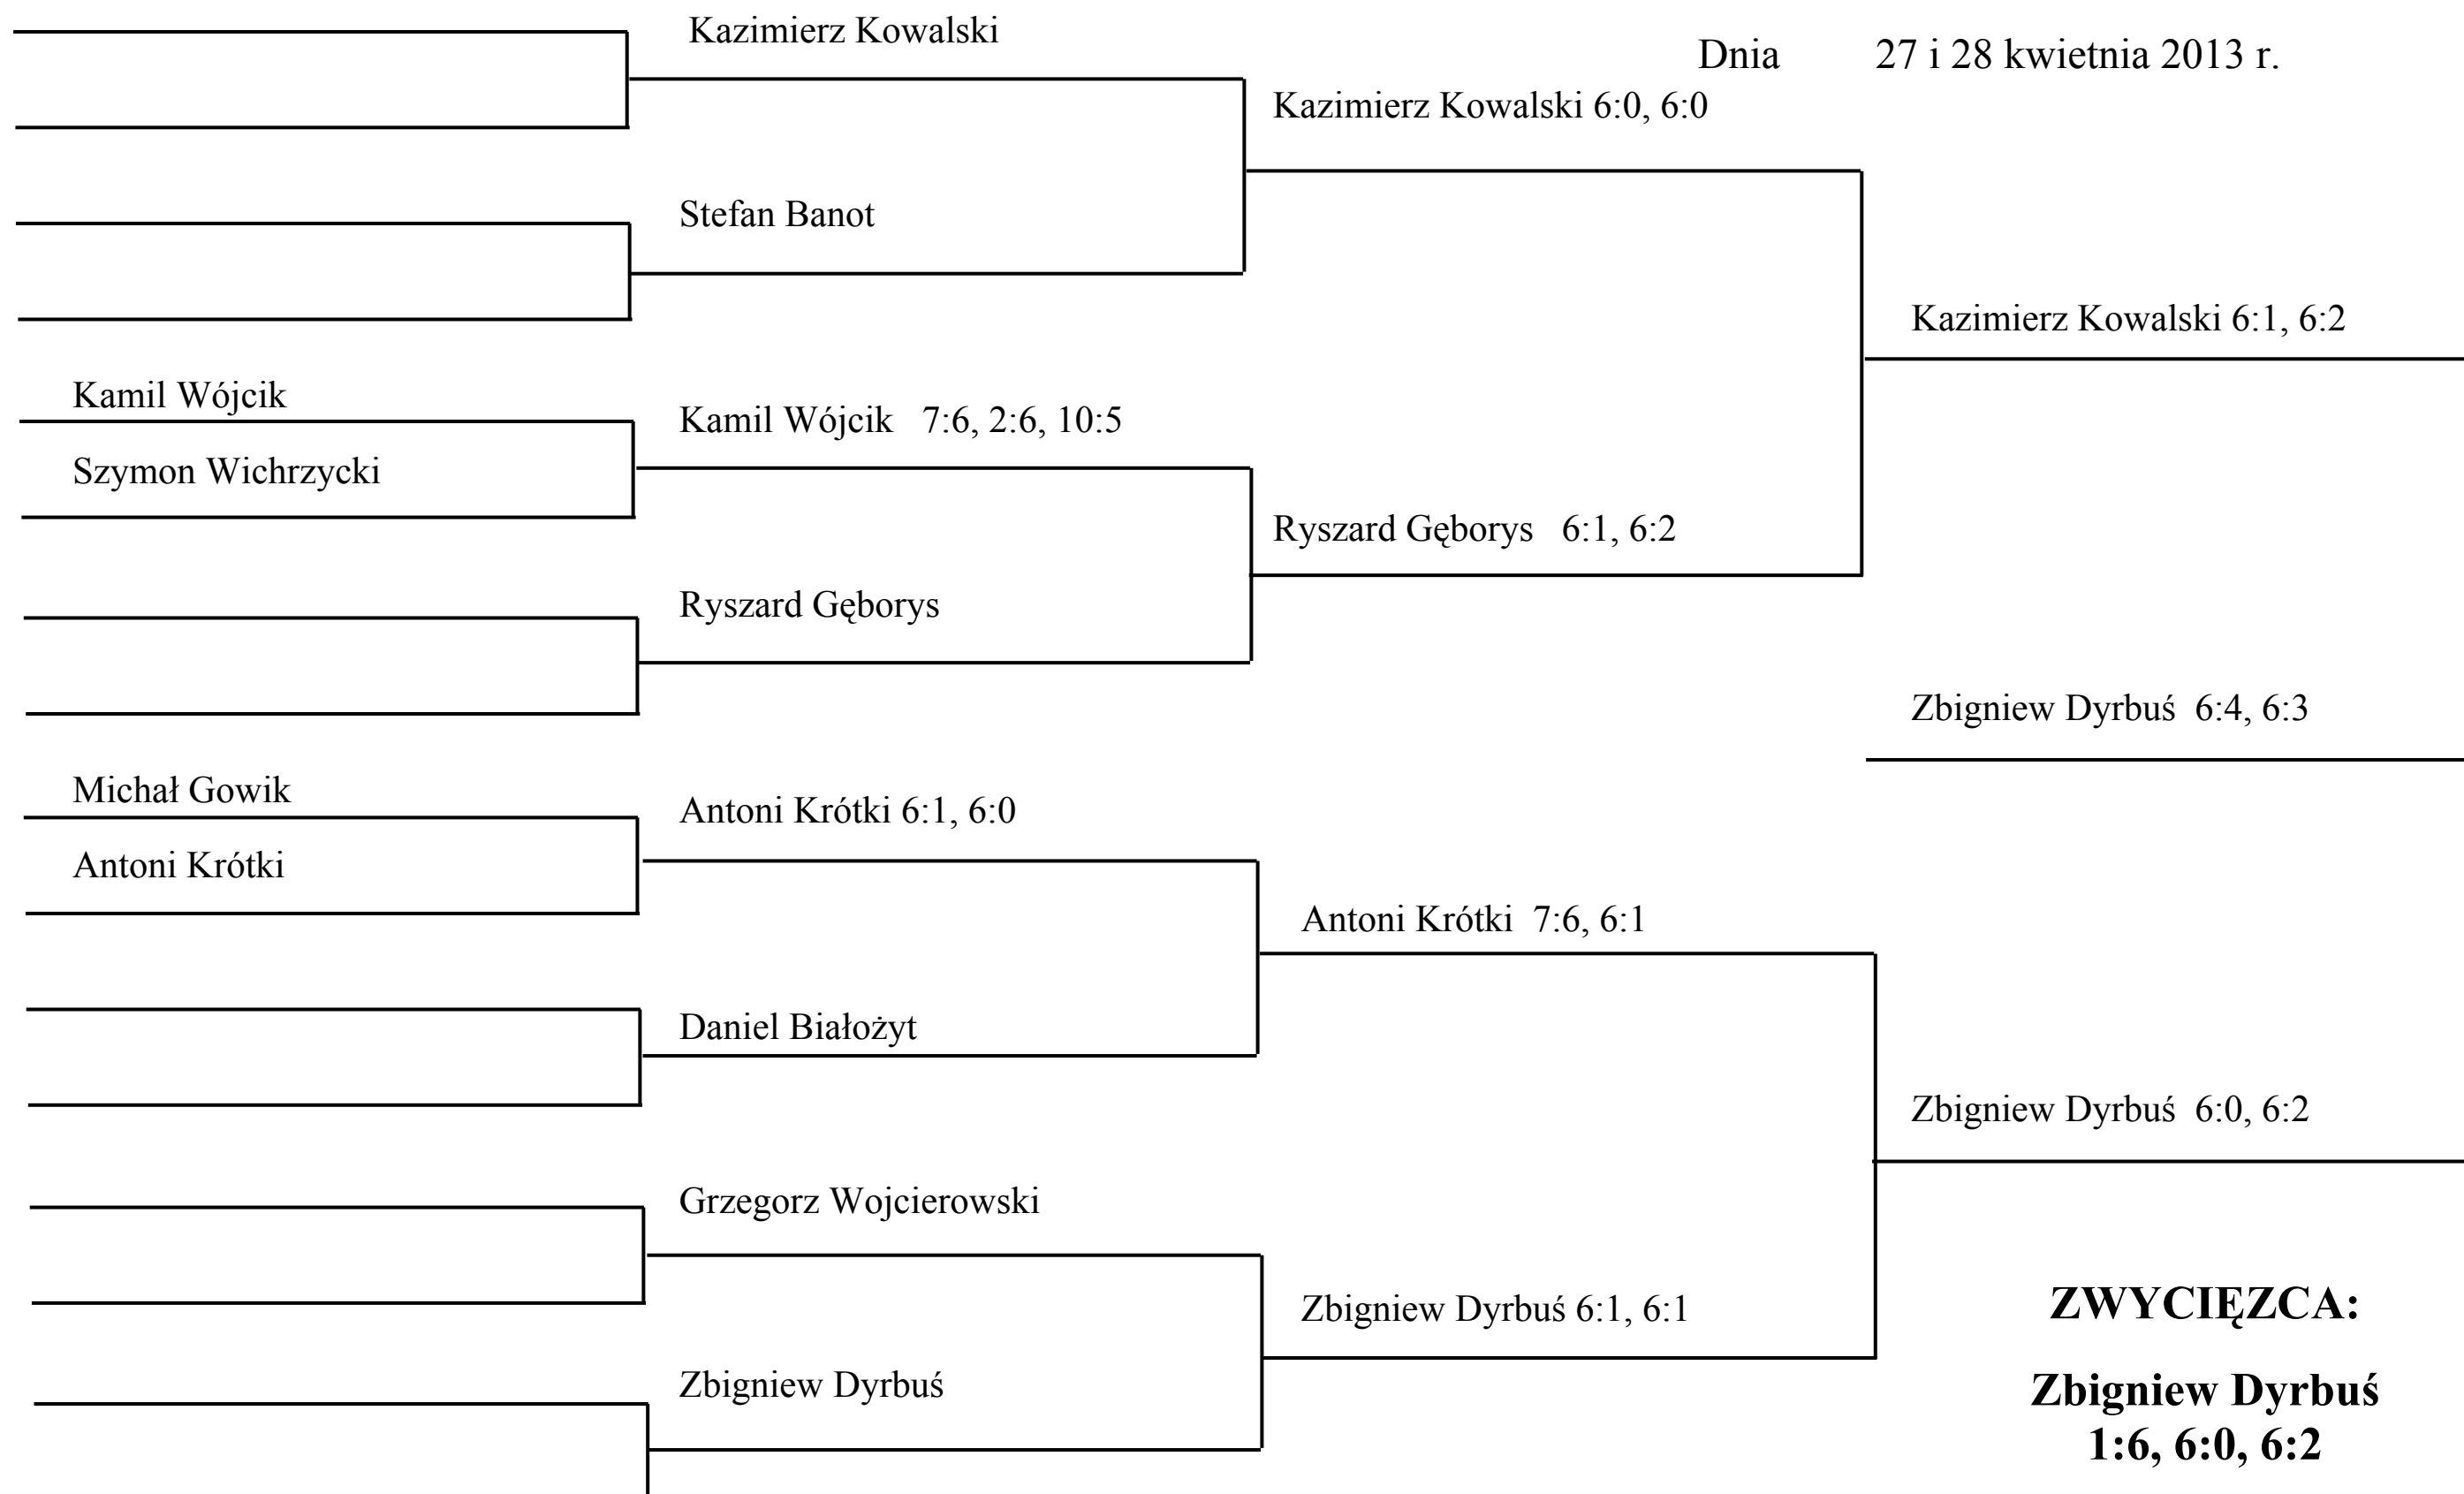 Kazimierz Kowalski
Dnia 27 i 28 kwietnia 2013 r.
Kazimierz Kowalski 6:0, 6:0
Stefan Banot
Kazimierz Kowalski 6:1, 6:2
Kamil Wójcik
Kamil Wójcik 7:6, 2:6, 10:5
Szymon Wichrzycki
Ryszard Gęborys 6:1, 6:2
Ryszard Gęborys
Zbigniew Dyrbuś 6:4, 6:3
Michał Gowik
Antoni Krótki 6:1, 6:0
Antoni Krótki
Antoni Krótki 7:6, 6:1
Daniel Białożyt
Zbigniew Dyrbuś 6:0, 6:2
Grzegorz Wojcierowski
Zbigniew Dyrbuś 6:1, 6:1
ZWYCIĘZCA:
Zbigniew Dyrbuś
Zbigniew Dyrbuś
1:6, 6:0, 6:2